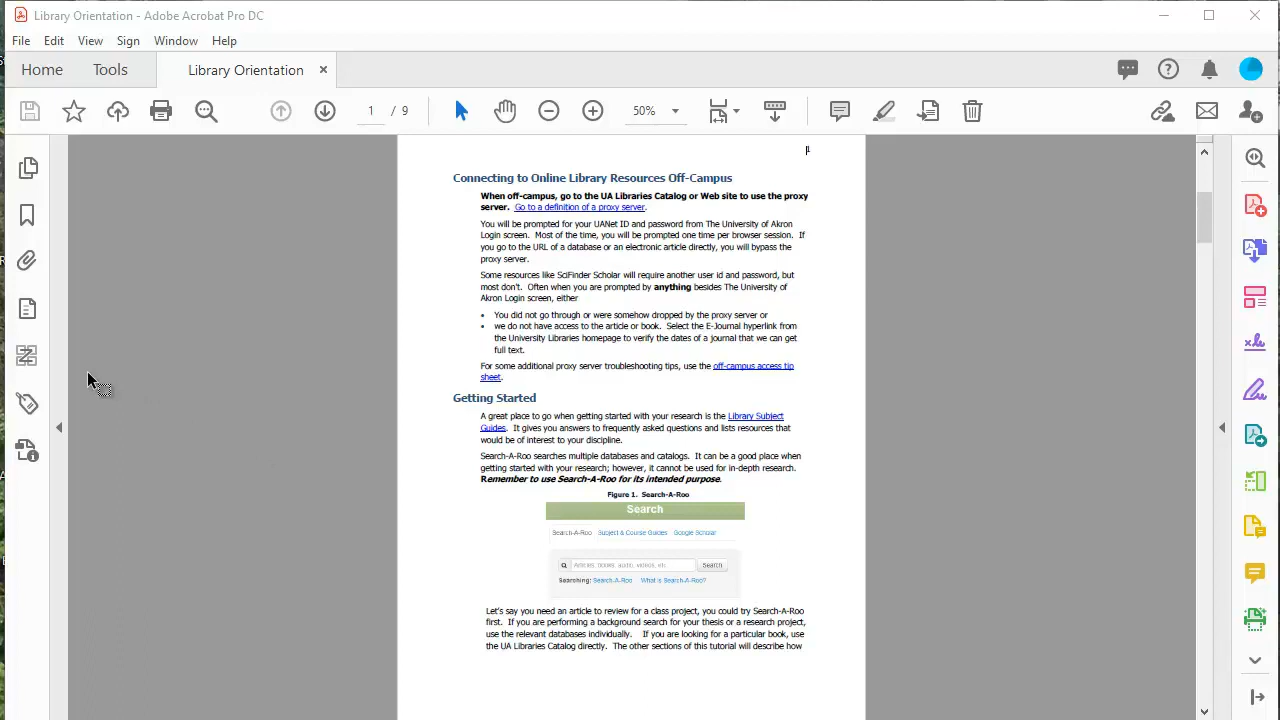 Library Orientation - Adobe Acrobat Pro DC
File Edit View Sign Window Help
Home Tools Library Orientation
1 / 9 50%
1
Connecting to Online Library Resources Off-Campus
When off-campus, go to the UA Libraries Catalog or Web site to use the proxy
server. Go to a definition of a proxy server.
You will be prompted for your UANet ID and password from The University of Akron
Login screen. Most of the time, you will be prompted one time per browser session. If
you go to the URL of a database or an electronic article directly, you will bypass the
proxy server.
Some resources like SciFinder Scholar will require another user id and password, but
most don't. Often when you are prompted by anything besides The University of
Akron Login screen, either
• You did not go through or were somehow dropped by the proxy server or
• we do not have access to the article or book. Select the E-Journal hyperlink from
the University Libraries homepage to verify the dates of a journal that we can get
full text.
For some additional proxy server troubleshooting tips, use the off-campus access tip
sheet.
Getting Started
A great place to go when getting started with your research is the Library Subject
Guides. It gives you answers to frequently asked questions and lists resources that
would be of interest to your discipline.
Search-A-Roo searches multiple databases and catalogs. It can be a good place when
getting started with your research; however, it cannot be used for in-depth research.
Remember to use Search-A-Roo for its intended purpose.
Figure 1. Search-A-Roo
Search
Search-A-Roo Subject & Course Guides Google Scholar
Articles, books, audio, videos, etc Search
Searching: Search-A-Roo What is Search-A-Roo?
Let's say you need an article to review for a class project, you could try Search-A-Roo
first. If you are performing a background search for your thesis or a research project,
use the relevant databases individually. If you are looking for a particular book, use
the UA Libraries Catalog directly. The other sections of this tutorial will describe how